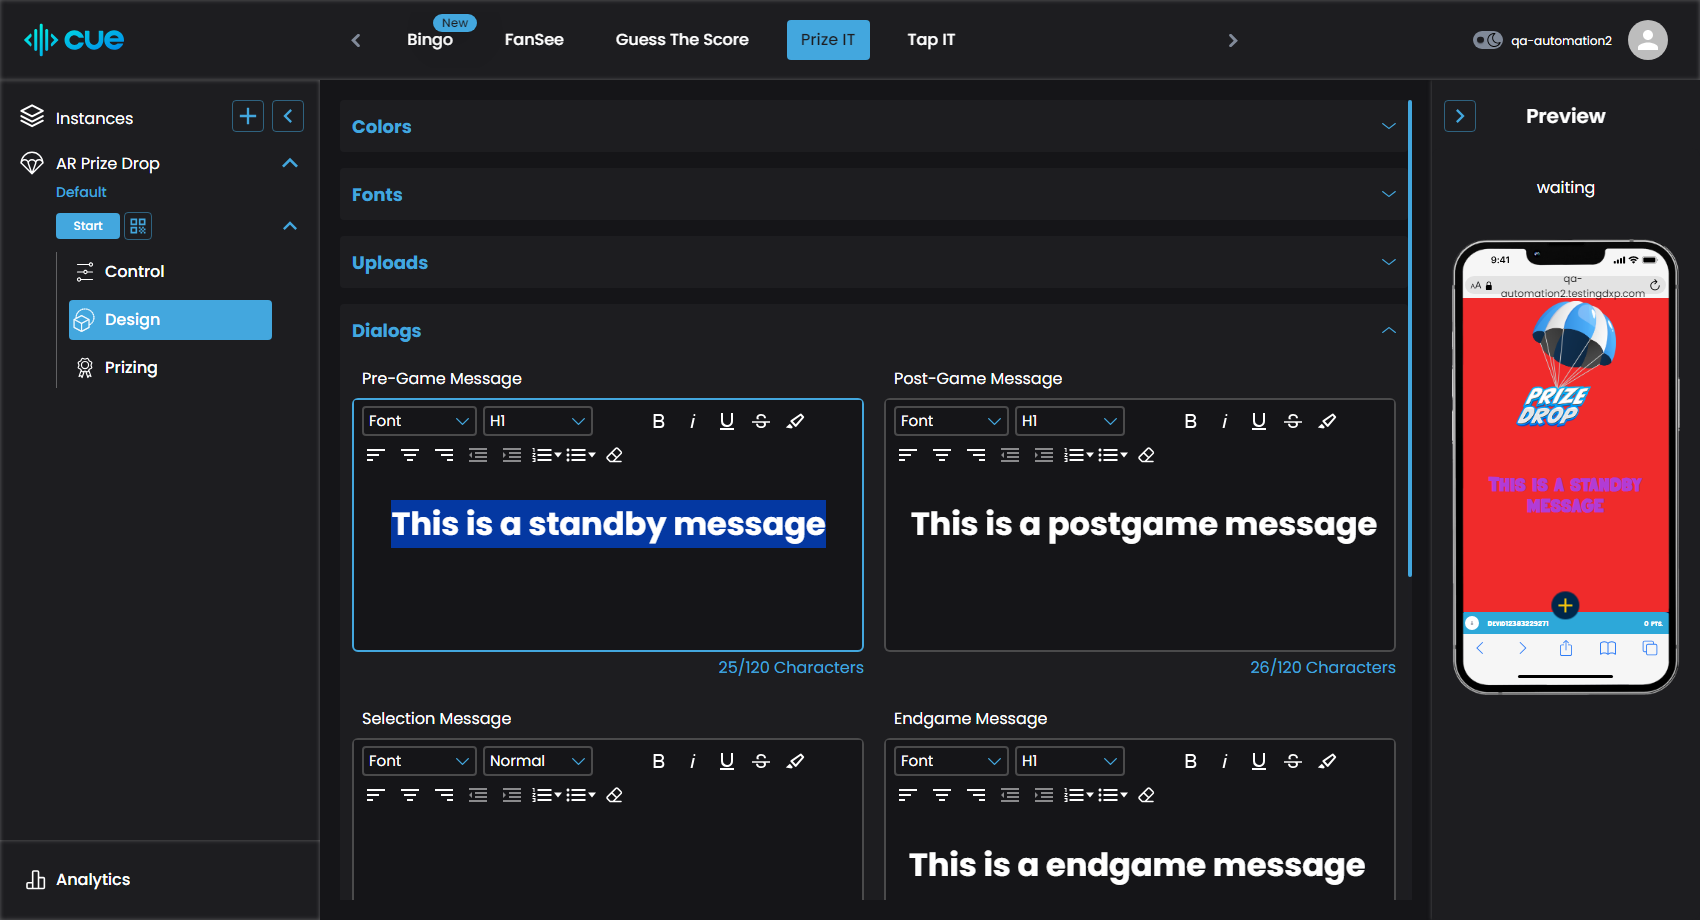 cue
Bingo
New
FanSee
Guess The Score
Prize IT
Tap IT
qa-automation2
Instances
AR Prize Drop
Default
Start
Control
Design
Prizing
Analytics
Colors
Fonts
Uploads
Dialogs
Pre-Game Message
Font
H1
B i U S
This is a standby message
25/120 Characters
Post-Game Message
Font
H1
B i U S
This is a postgame message
26/120 Characters
Selection Message
Font
Normal
B i U S
Endgame Message
Font
H1
B i U S
This is a endgame message
Preview
waiting
9:41
AA
qa-
automation2.testingdxp.com
PRIZE
DROP
THIS IS A STANDBY
MESSAGE
0 PTS.